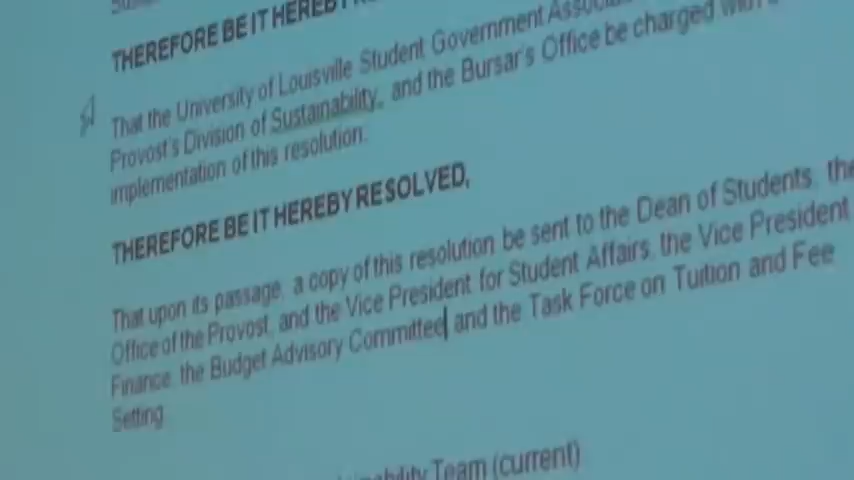 THEREFORE BE IT HEREBY
That the University of Louisville Student Government
Provost's Division of Sustainability, and the Bursar's Office be charged with
implementation of this resolution.
THEREFORE BE IT HEREBY RESOLVED,
That upon its passage, a copy of this resolution be sent to the Dean of Students, the
Office of the Provost, and the Vice President for Student Affairs, the Vice President
Finance, the Budget Advisory Committee and the Task Force on Tuition and Fee
Setting
Team (current)